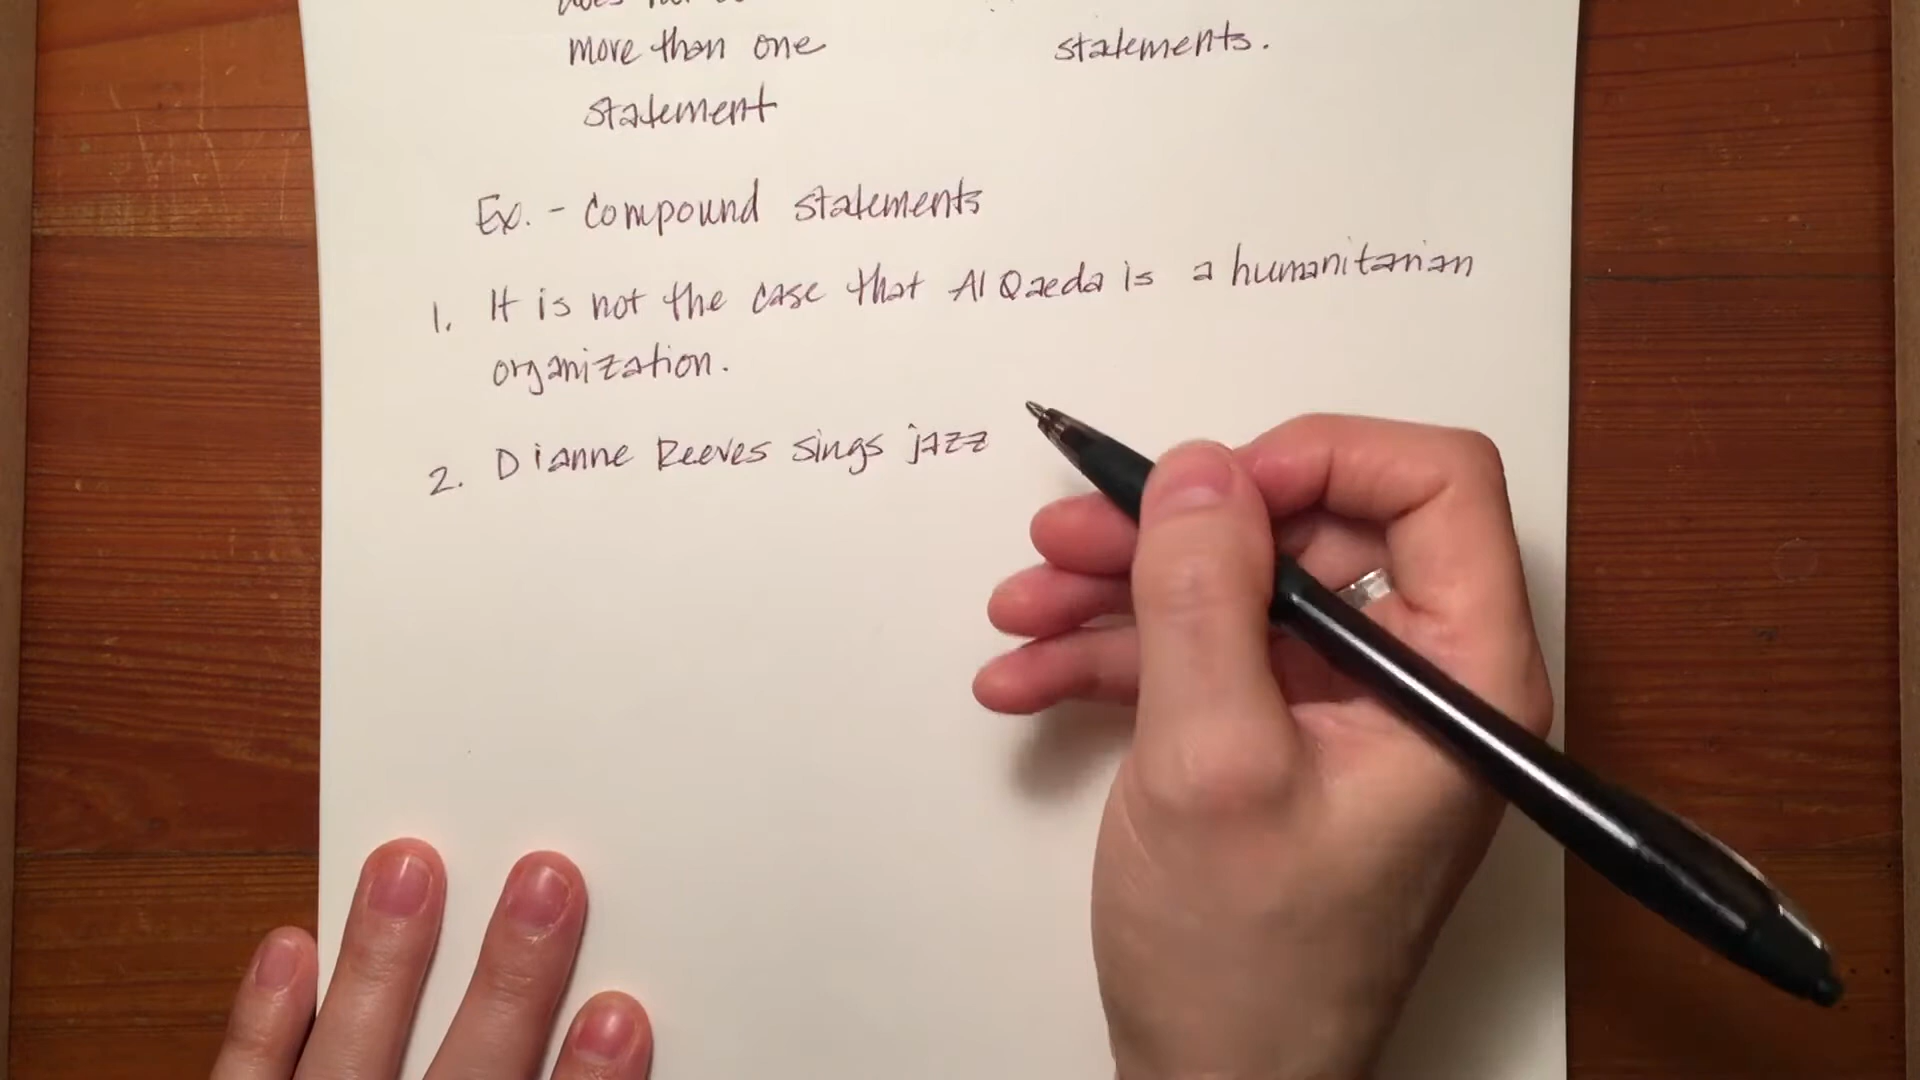 more than one
statements.
statement
Ex. - Compound statements
1. It is not the case that Al Qaeda is a humanitarian
organization.
2. Dianne Reeves sings jazz